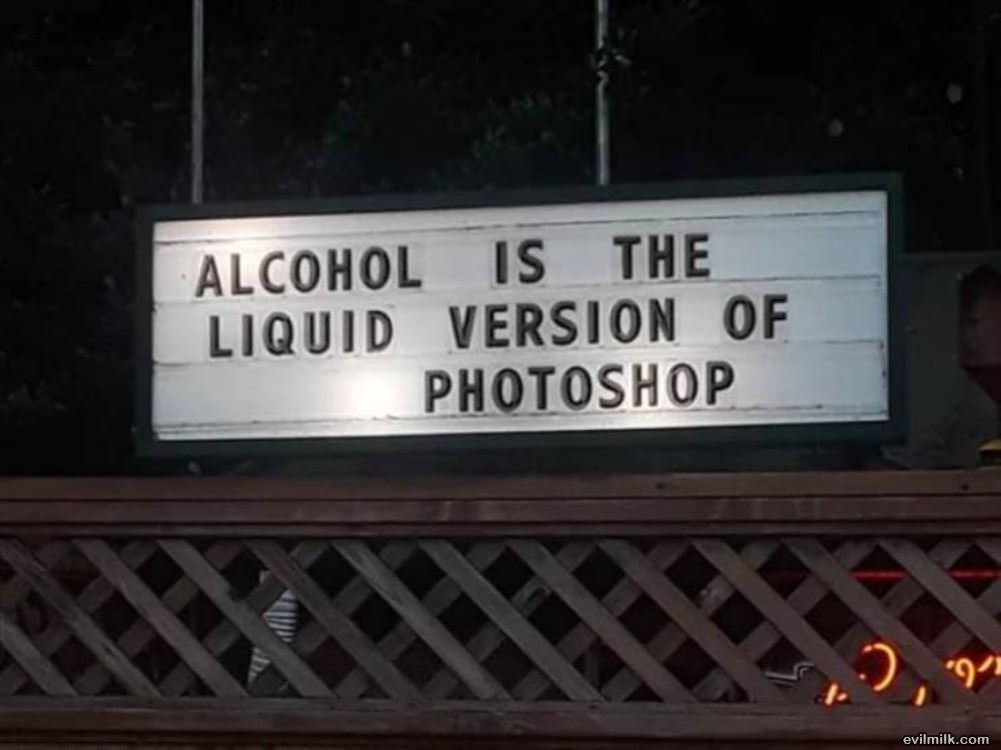 ALCOHOL IS THE
LIQUID VERSION OF
PHOTOSHOP
evilmilk.com